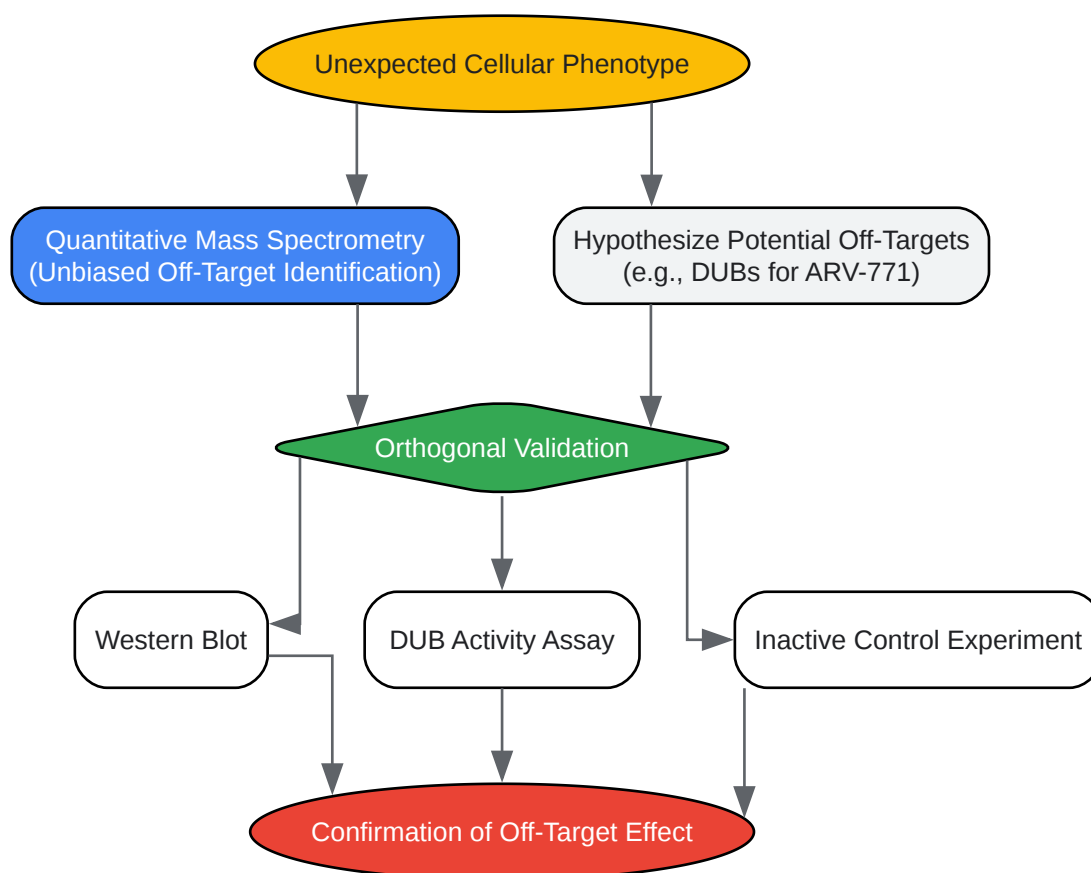 Unexpected Cellular Phenotype
Quantitative Mass Spectrometry
(Unbiased Off-Target Identification)
Hypothesize Potential Off-Targets
(e.g., DUBs for ARV-771)
Orthogonal Validation
Western Blot
DUB Activity Assay
Inactive Control Experiment
Confirmation of Off-Target Effect